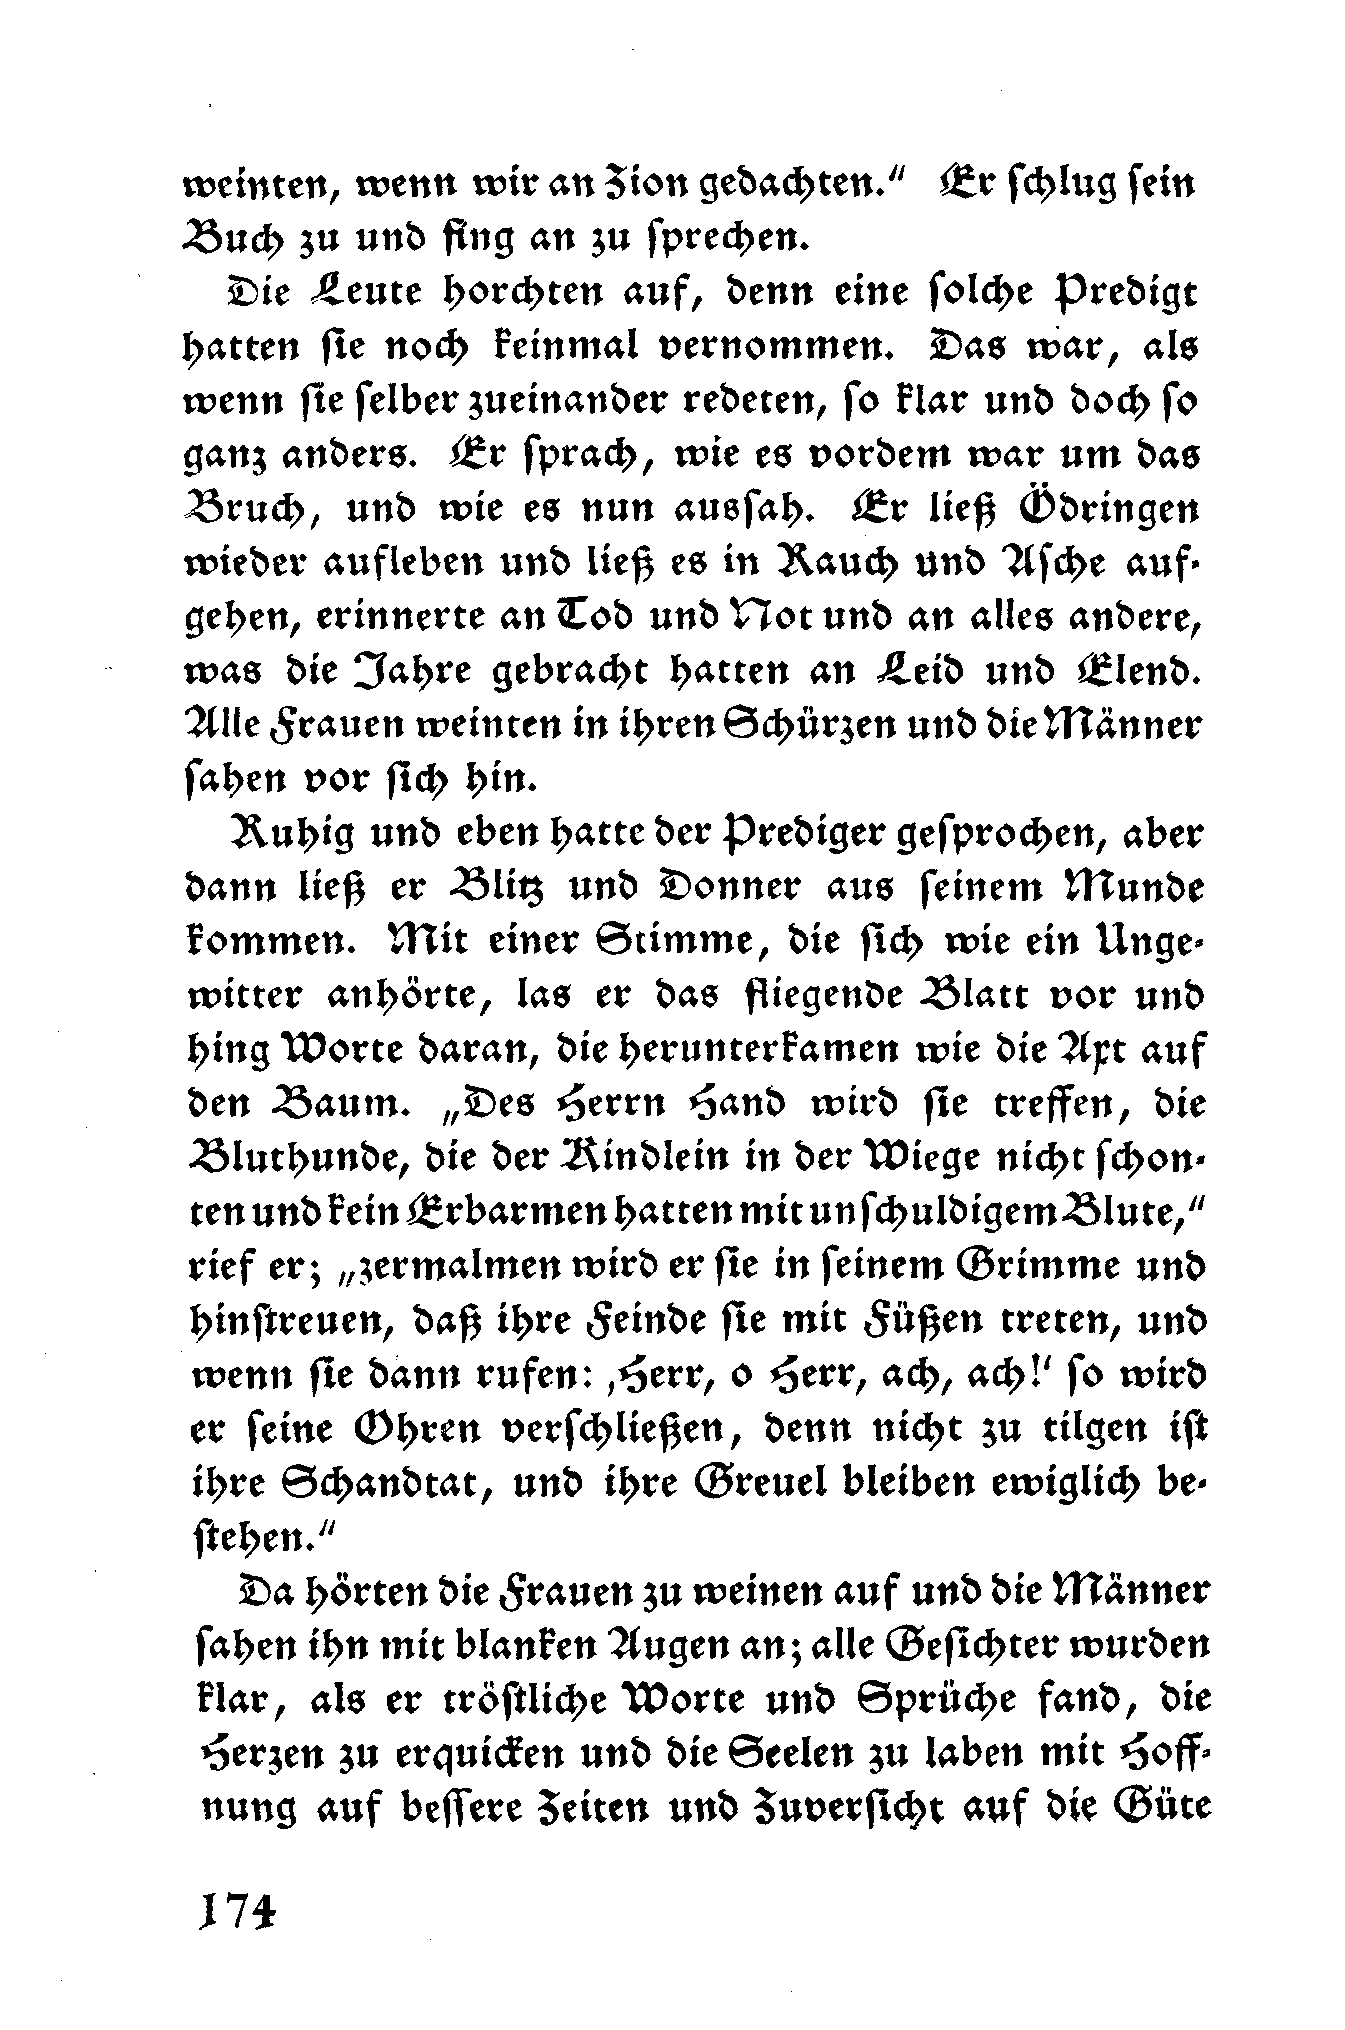 weinten, wenn wir an Zion gedachten.“ Er schlug sein
Buch zu und fing an zu sprechen.
Die Leute horchten auf, denn eine solche Predigt
hatten sie noch keinmal vernommen. Das war, als
wenn sie selber zueinander redeten, so klar und doch so
ganz anders. Er sprach, wie es vordem war um das
Bruch, und wie es nun aussah. Er ließ Ödringen
wieder aufleben und ließ es in Rauch und Asche auf-
gehen, erinnerte an Tod und Not und an alles andere,
was die Jahre gebracht hatten an Leid und Elend.
Alle Frauen weinten in ihren Schürzen und die Männer
sahen vor sich hin.
Ruhig und eben hatte der Prediger gesprochen, aber
dann ließ er Blitz und Donner aus seinem Munde
kommen. Mit einer Stimme, die sich wie ein Unge-
witter anhörte, las er das fliegende Blatt vor und
hing Worte daran, die herunterkamen wie die Axt auf
den Baum. „Des Herrn Hand wird sie treffen, die
Bluthunde, die der Kindlein in der Wiege nicht schon-
ten und kein Erbarmen hatten mit unschuldigem Blute,“
rief er; „zermalmen wird er sie in seinem Grimme und
hinstreuen, daß ihre Feinde sie mit Füßen treten, und
wenn sie dann rufen: ‚Herr, o Herr, ach, ach!‘ so wird
er seine Ohren verschließen, denn nicht zu tilgen ist
ihre Schandtat, und ihre Greuel bleiben ewiglich be-
stehen.“
Da hörten die Frauen zu weinen auf und die Männer
sahen ihn mit blanken Augen an; alle Gesichter wurden
klar, als er tröstliche Worte und Sprüche fand, die
Herzen zu erquicken und die Seelen zu laben mit Hoff-
nung auf bessere Zeiten und Zuversicht auf die Güte
174